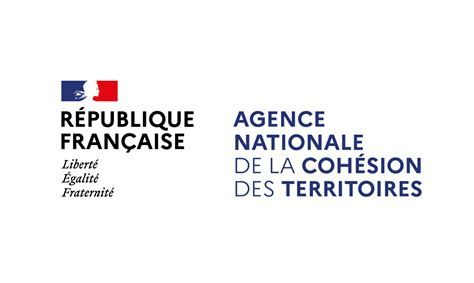 RÉPUBLIQUE
FRANÇAISE
Liberté
Égalité
Fraternité
AGENCE
NATIONALE
DE LA COHÉSION
DES TERRITOIRES